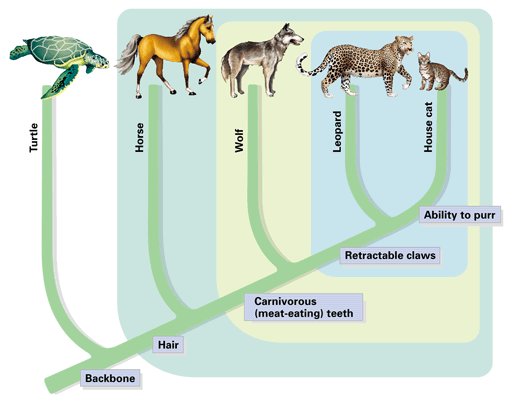 Turtle
Horse
Wolf
Leopard
House cat
Ability to purr
Retractable claws
Carnivorous
(meat-eating) teeth
Hair
Backbone